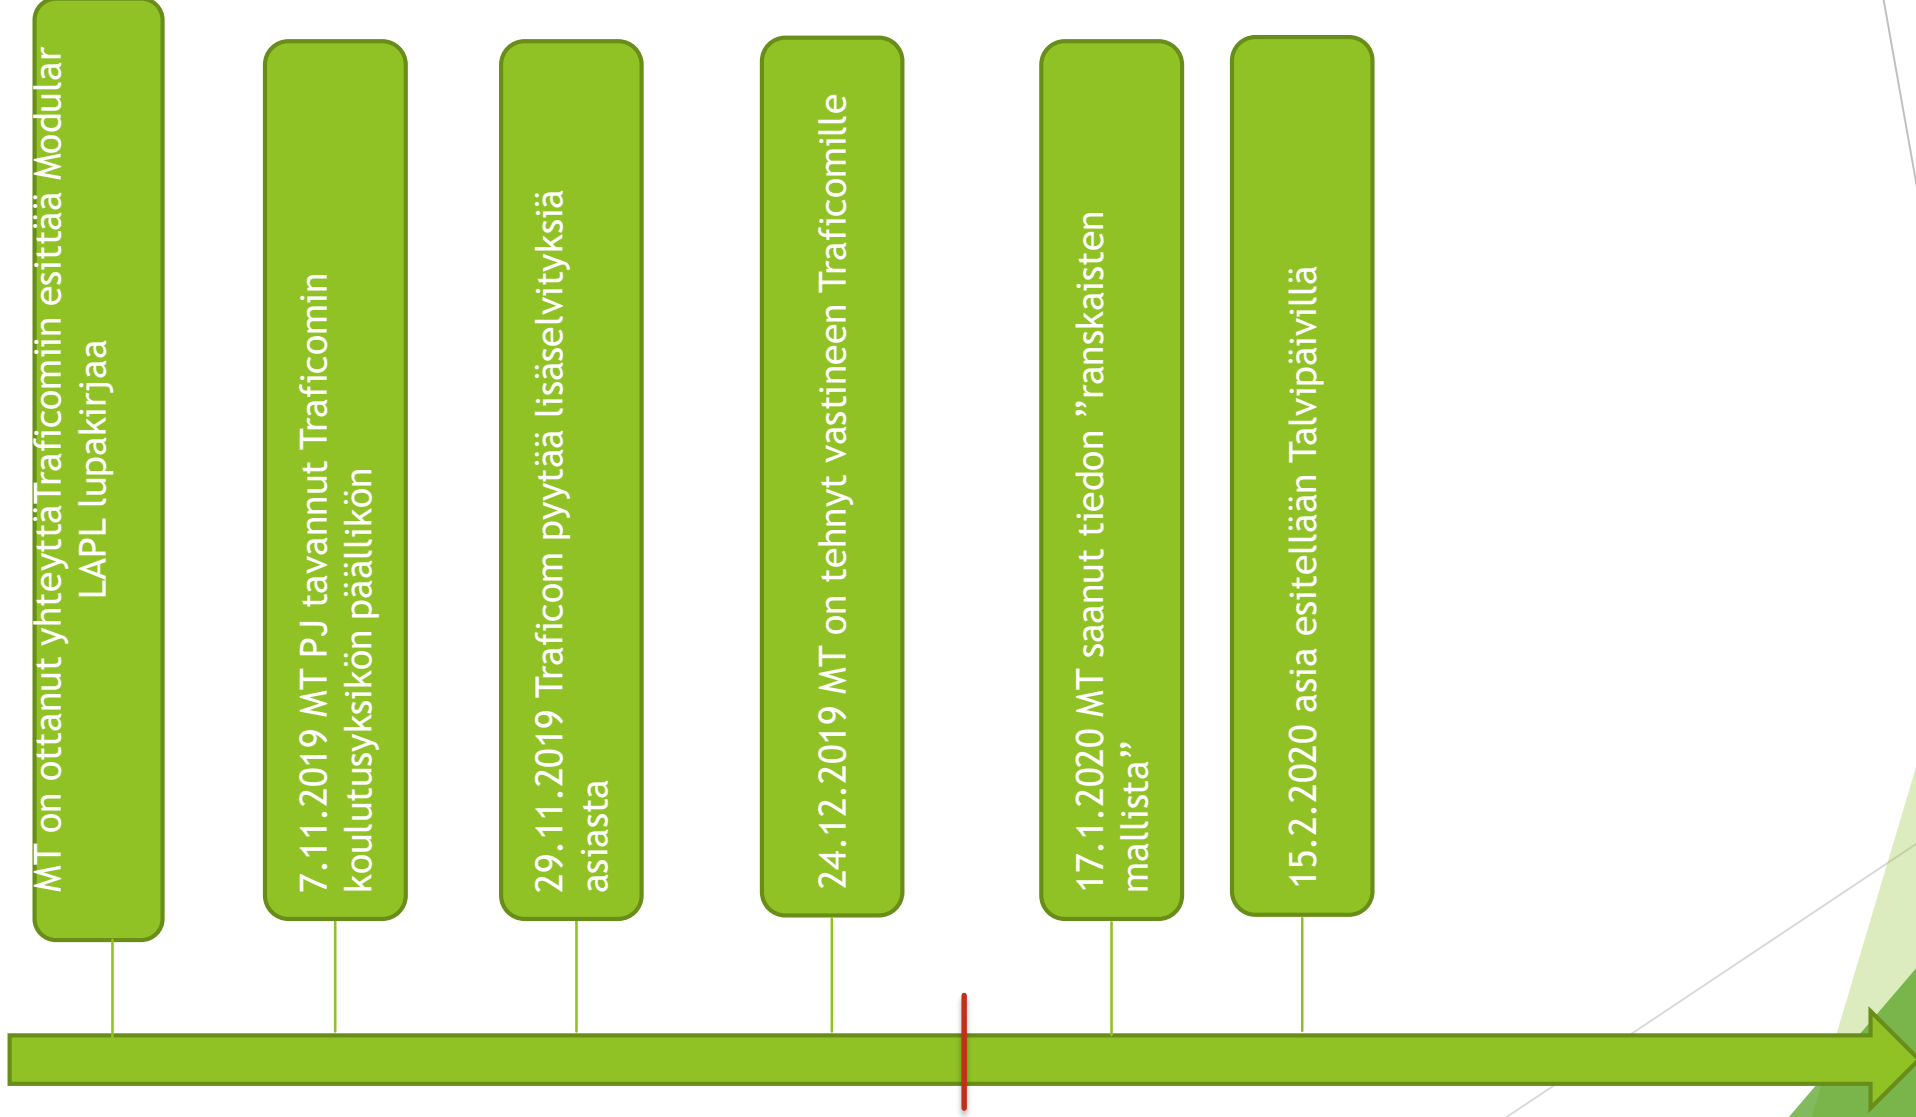 MT on ottanut yhteyttäTraficomiin esittää Modular
LAPL lupakirjaa
7.11.2019 MT PJ tavannut Traficomin
koulutusyksikön päällikön
29.11.2019 Traficom pyytää lisäselvityksiä
asiasta
24.12.2019 MT on tehnyt vastineen Traficomille
17.1.2020 MT saanut tiedon ”ranskaisten
mallista”
15.2.2020 asia esitellään Talvipäivillä